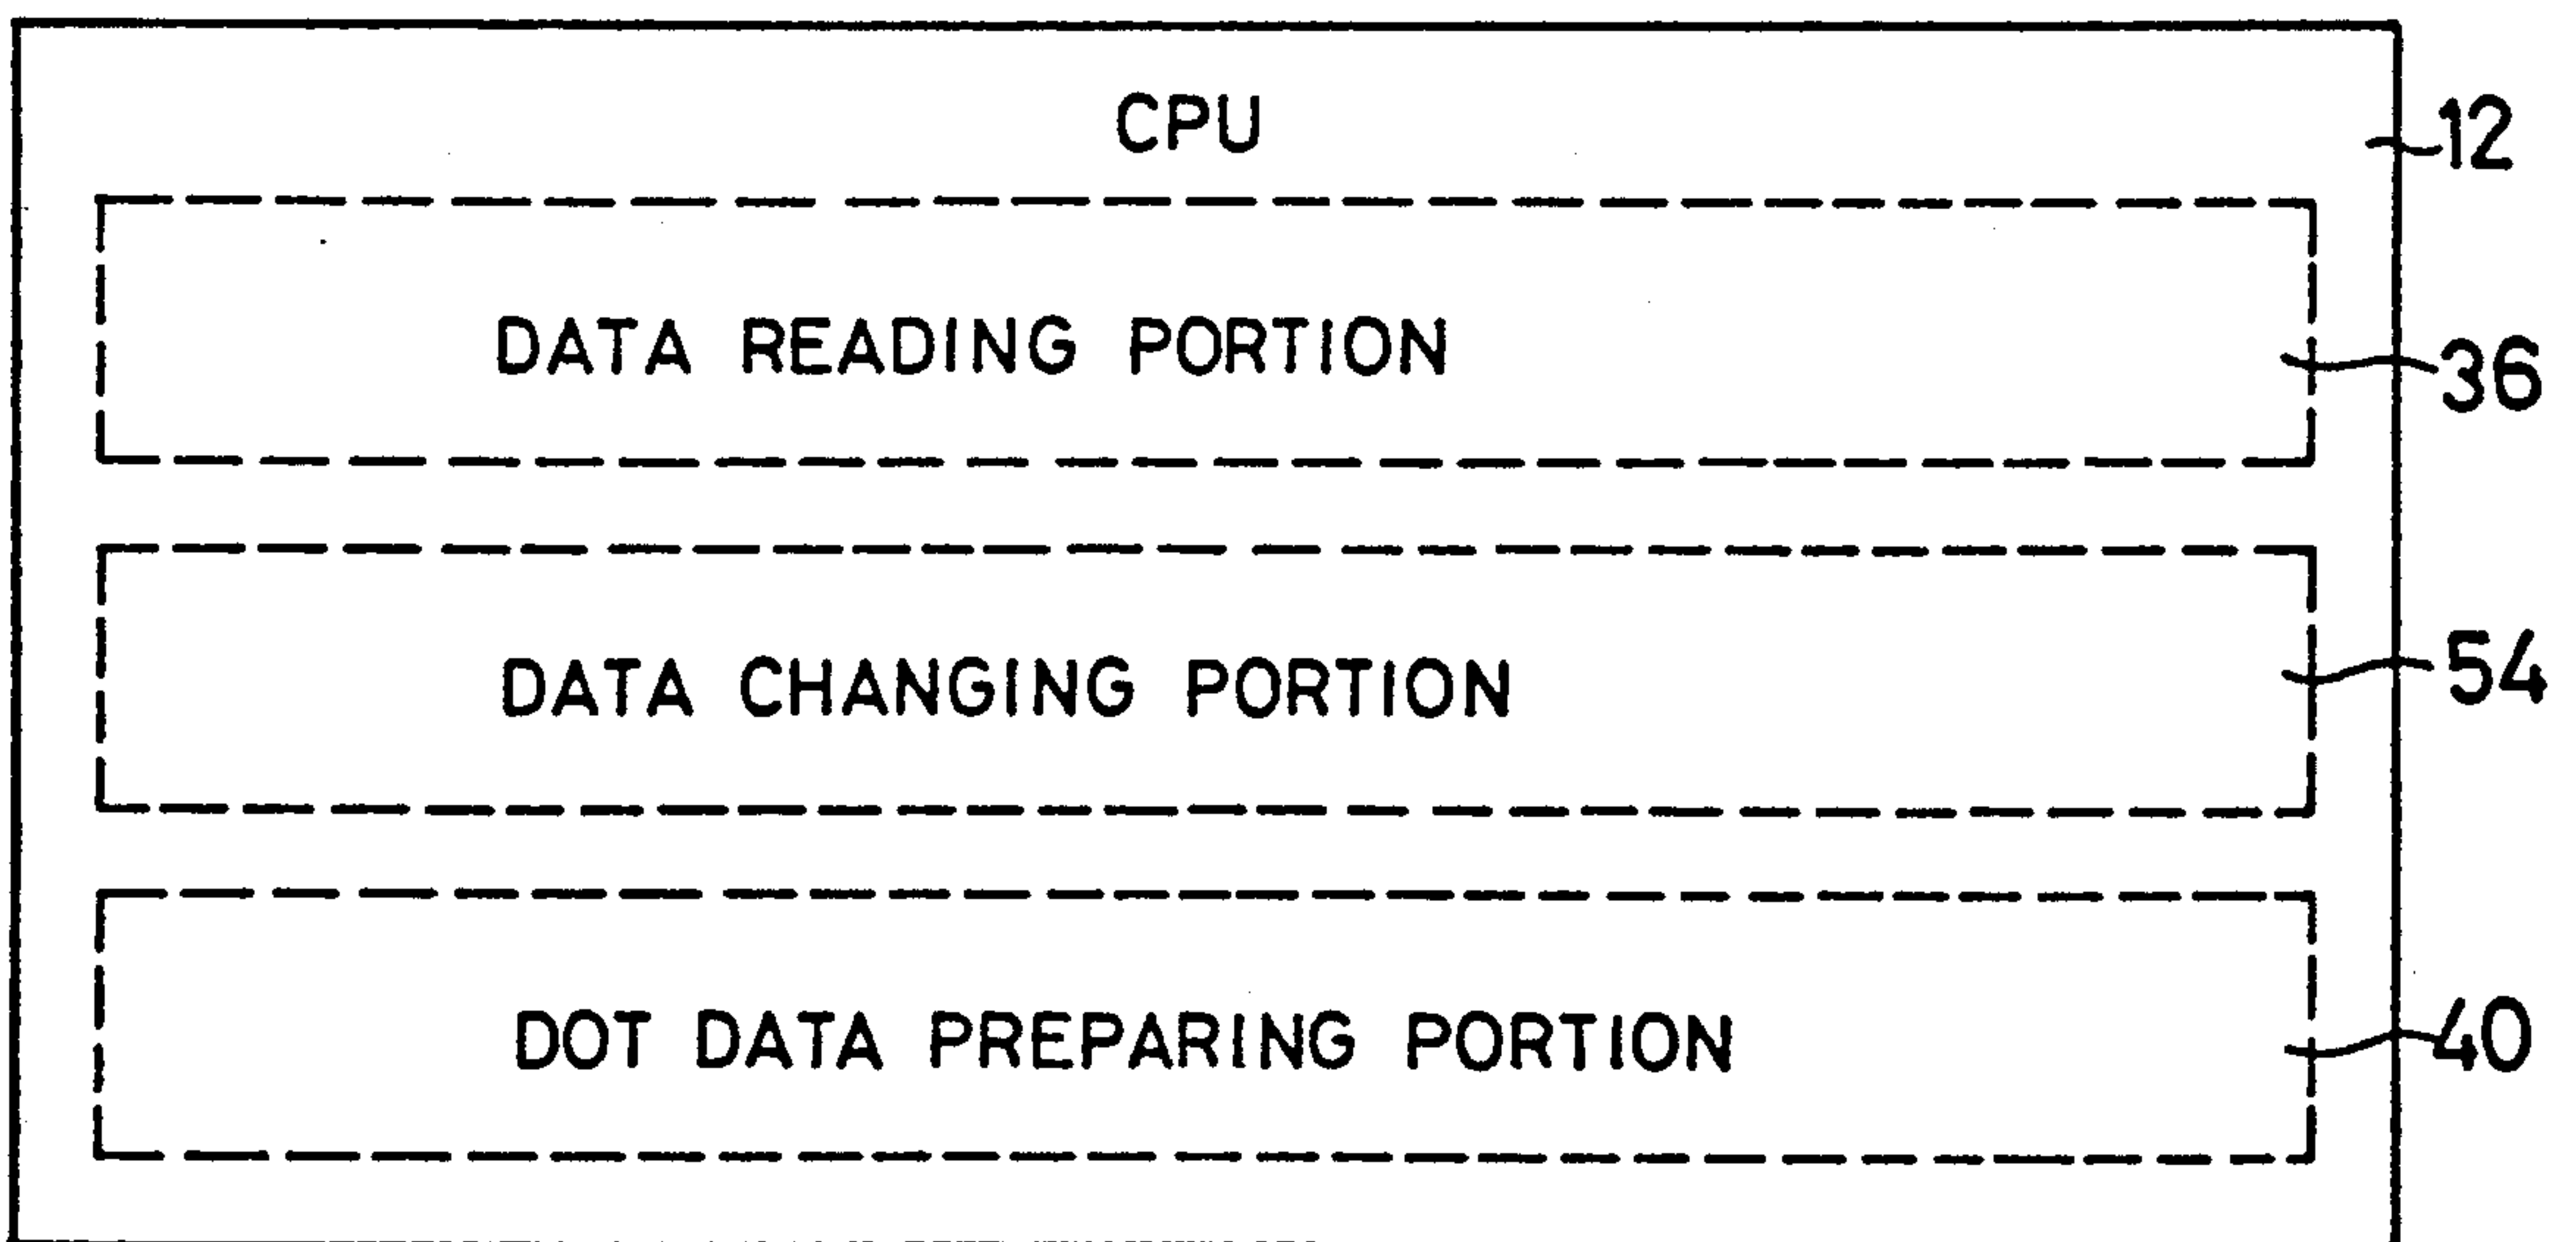 CPU
12
DATA READING PORTION
36
DATA CHANGING PORTION
54
DOT DATA PREPARING PORTION
40